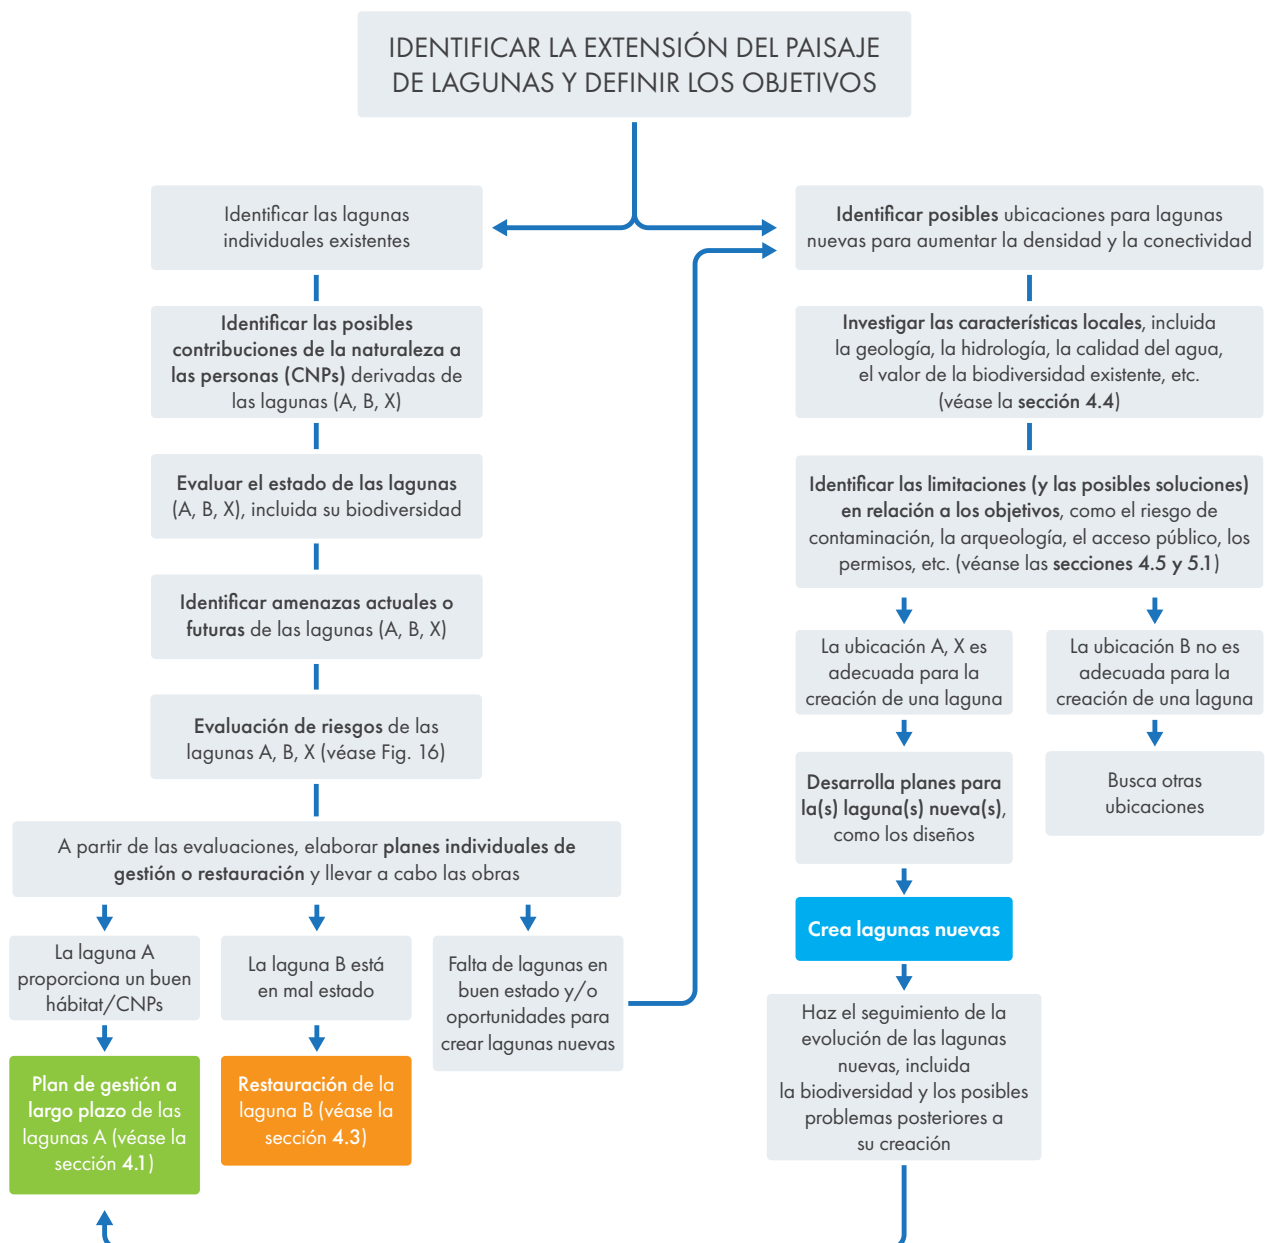 IDENTIFICAR LA EXTENSIÓN DEL PAISAJE
DE LAGUNAS Y DEFINIR LOS OBJETIVOS
Identificar las lagunas
individuales existentes
Identificar las posibles
contribuciones de la naturaleza a
las personas (CNPs) derivadas de
las lagunas (A, B, X)
Evaluar el estado de las lagunas
(A, B, X), incluida su biodiversidad
Identificar amenazas actuales o
futuras de las lagunas (A, B, X)
Evaluación de riesgos de las
lagunas A, B, X (véase Fig. 16)
A partir de las evaluaciones, elaborar planes individuales de
gestión o restauración y llevar a cabo las obras
La laguna A
proporciona un buen
hábitat/CNPs
Plan de gestión a
largo plazo de las
lagunas A (véase la
sección 4.1)
La laguna B está
en mal estado
Restauración de la
laguna B (véase la
sección 4.3)
Falta de lagunas en
buen estado y/o
oportunidades para
crear lagunas nuevas
Identificar posibles ubicaciones para lagunas
nuevas para aumentar la densidad y la conectividad
Investigar las características locales, incluida
la geología, la hidrología, la calidad del agua,
el valor de la biodiversidad existente, etc.
(véase la sección 4.4)
Identificar las limitaciones (y las posibles soluciones)
en relación a los objetivos, como el riesgo de
contaminación, la arqueología, el acceso público, los
permisos, etc. (véanse las secciones 4.5 y 5.1)
La ubicación A, X es
adecuada para la
creación de una laguna
Desarrolla planes para
la(s) laguna(s) nueva(s),
como los diseños
Crea lagunas nuevas
Haz el seguimiento de la
evolución de las lagunas
nuevas, incluida
la biodiversidad y los posibles
problemas posteriores a
su creación
La ubicación B no es
adecuada para la
creación de una laguna
Busca otras
ubicaciones